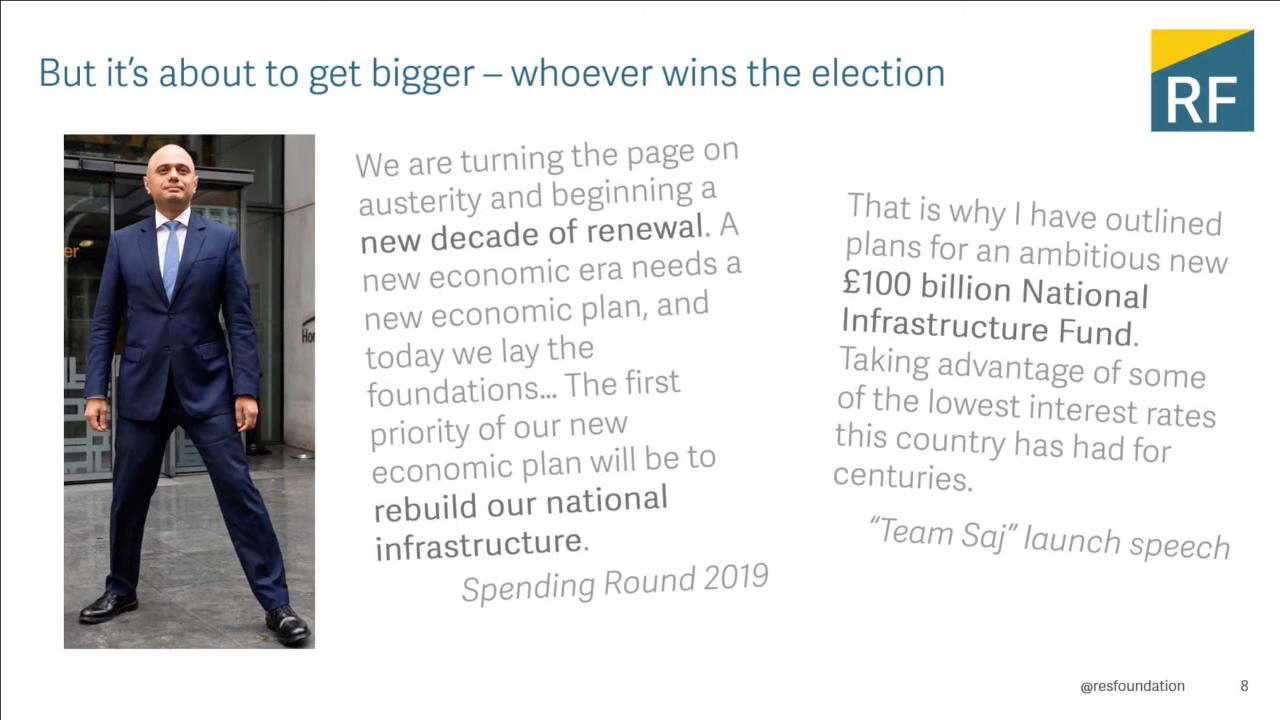 But it's about to get bigger – whoever wins the election
RF
er
Hom
We are turning the page on
austerity and beginning a
new decade of renewal. A
new economic era needs a
new economic plan, and
today we lay the
foundations... The first
priority of our new
economic plan will be to
rebuild our national
infrastructure.
Spending Round 2019
That is why I have outlined
plans for an ambitious new
£100 billion National
Infrastructure Fund.
Taking advantage of some
of the lowest interest rates
this country has had for
centuries.
“Team Saj” launch speech
@resfoundation
8